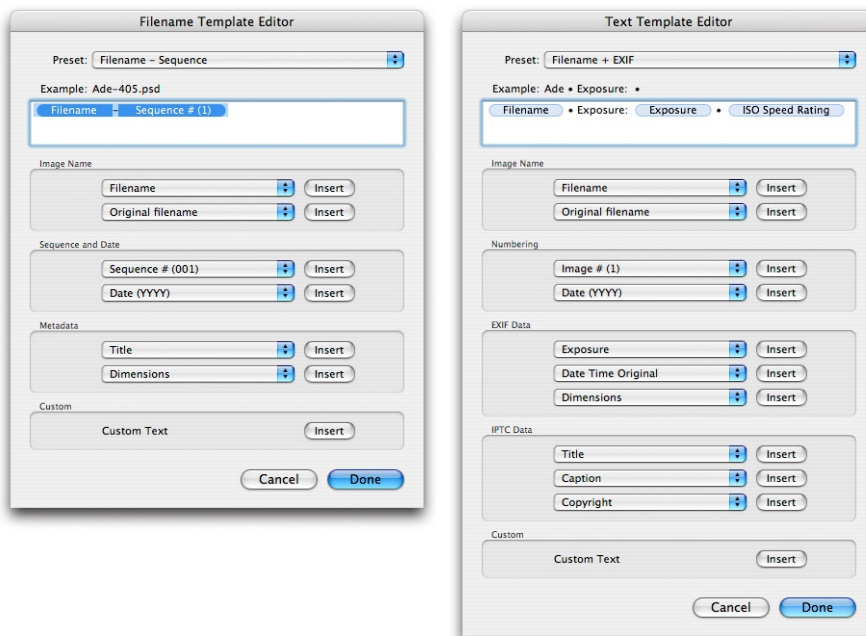 Filename Template Editor
Preset: Filename – Sequence
Example: Ade-405.psd
Filename - Sequence # (1)
Image Name
Filename Insert
Original filename Insert
Sequence and Date
Sequence # (001) Insert
Date (YYYY) Insert
Metadata
Title Insert
Dimensions Insert
Custom
Custom Text Insert
Cancel Done
Text Template Editor
Preset: Filename + EXIF
Example: Ade • Exposure: •
Filename • Exposure: Exposure • ISO Speed Rating
Image Name
Filename Insert
Original filename Insert
Numbering
Image # (1) Insert
Date (YYYY) Insert
EXIF Data
Exposure Insert
Date Time Original Insert
Dimensions Insert
IPTC Data
Title Insert
Caption Insert
Copyright Insert
Custom
Custom Text Insert
Cancel Done